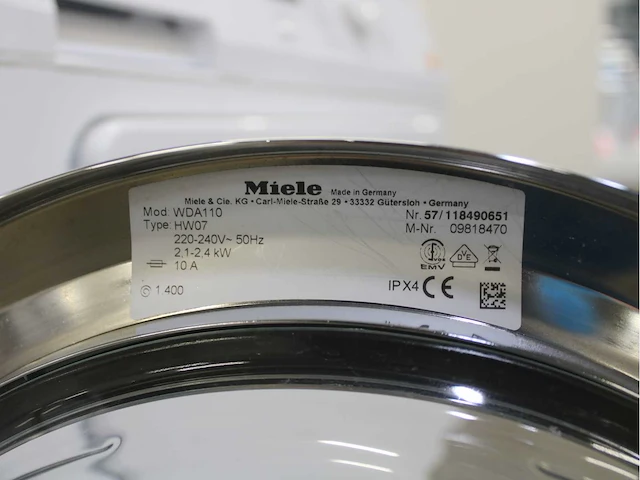 Miele Made in Germany
Miele & Cie. KG • Carl-Miele-Straße 29 • 33332 Gütersloh • Germany
Mod: WDA110
Nr. 57/118490651
Type: HW07
M-Nr. 09818470
220-240V~ 50Hz
2,1-2,4 kW
10 A
EMV
1.400
IPX4 CE